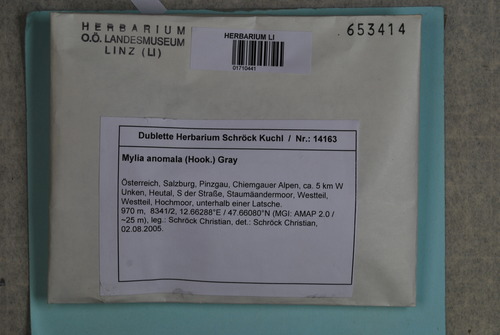 HERBARIUM
O.Ö. LANDESMUSEUM
LINZ (LI)
HERBARIUM LI
01710441
653414
Dublette Herbarium Schröck Kuchl / Nr.: 14163
Mylia anomala (Hook.) Gray
Österreich, Salzburg, Pinzgau, Chiemgauer Alpen, ca. 5 km W
Unken, Heutal, S der Straße, Staumäandermoor, Westteil,
Westteil, Hochmoor, unterhalb einer Latsche.
970 m, 8341/2, 12.66288°E / 47.66080°N (MGI: AMAP 2.0 /
~25 m), leg.: Schröck Christian, det.: Schröck Christian,
02.08.2005.